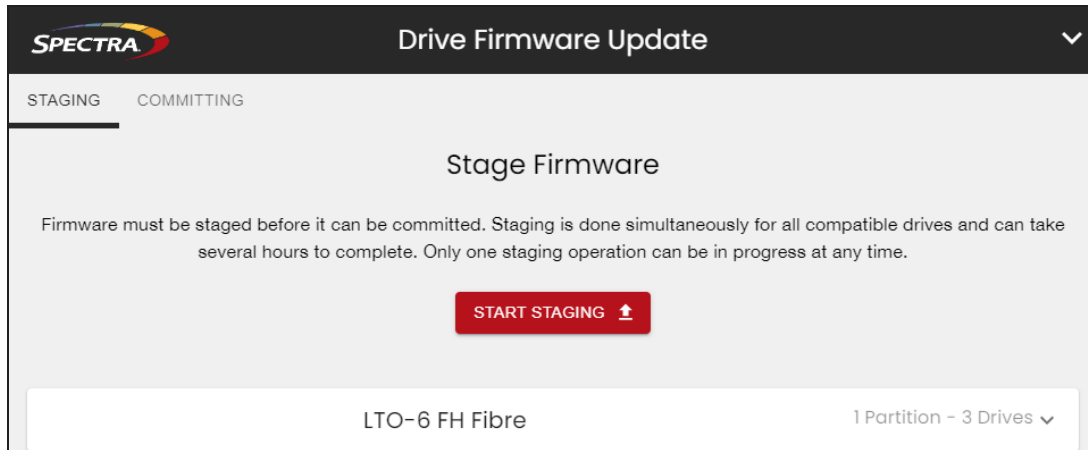 SPECTRA
Drive Firmware Update
STAGING COMMITTING
Stage Firmware
Firmware must be staged before it can be committed. Staging is done simultaneously for all compatible drives and can take
several hours to complete. Only one staging operation can be in progress at any time.
START STAGING
LTO-6 FH Fibre
1 Partition - 3 Drives